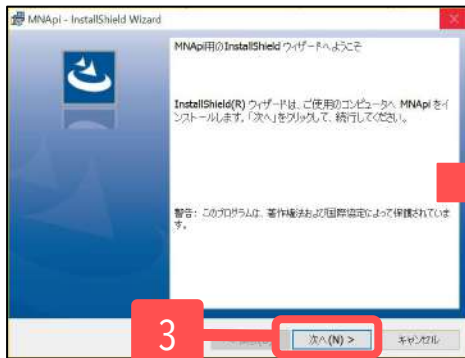 MNApi - InstallShield Wizard
MNApi用のInstallShield ウィザードへようこそ
InstallShield(R) ウィザードは、ご使用のコンピュータへ MNApi をイ
ンストールします。「次へ」をクリックして、続行してください。
警告: このプログラムは、著作権法および国際協定によって保護されていま
す。
3
次へ(N) >
キャンセル